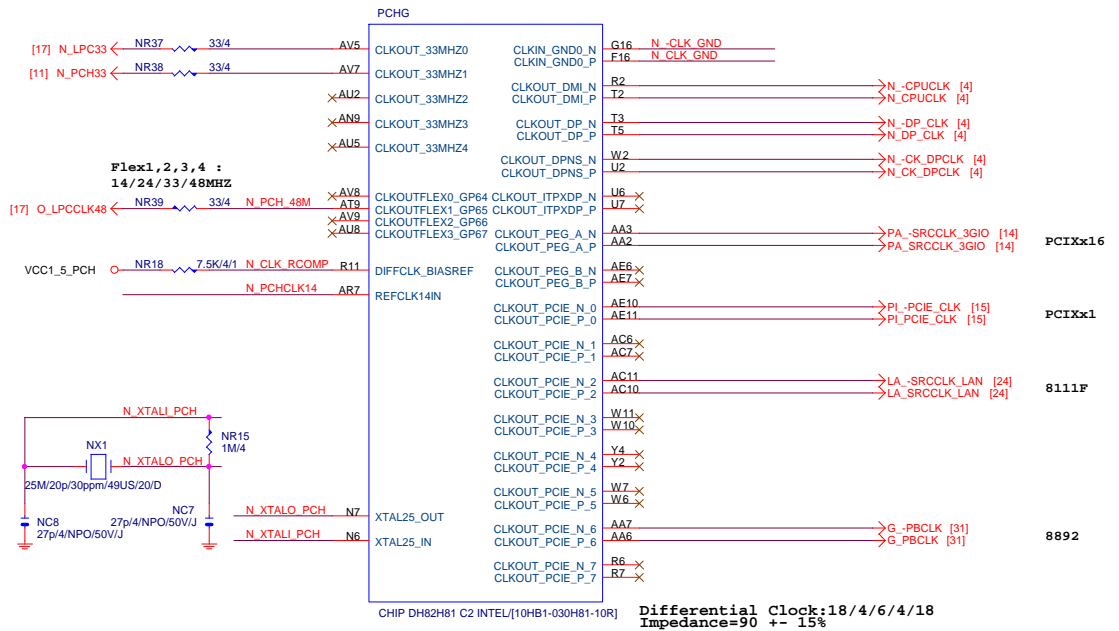 PCHG
[17] N_LPC33 NR37 33/4 AV5 CLKOUT_33MHZ0
[11] N_PCH33 NR38 33/4 AV7 CLKOUT_33MHZ1
AU2 CLKOUT_33MHZ2
AN9 CLKOUT_33MHZ3
AU5 CLKOUT_33MHZ4
Flex1,2,3,4 :
14/24/33/48MHZ
AV8 CLKOUTFLEX0_GP64
[17] O_LPCCLK48 NR39 33/4 N_PCH_48M AT9 CLKOUTFLEX1_GP65
AV9 CLKOUTFLEX2_GP66
AU8 CLKOUTFLEX3_GP67
VCC1_5_PCH NR18 7.5K/4/1 N_CLK_RCOMP R11 DIFFCLK_BIASREF
N_PCHCLK14 AR7 REFCLK14IN
N_XTALI_PCH
NR15
1M/4
NX1 N_XTALO_PCH
25M/20p/30ppm/49US/20/D
NC8
27p/4/NPO/50V/J
NC7
27p/4/NPO/50V/J
N_XTALO_PCH N7 XTAL25_OUT
N_XTALI_PCH N6 XTAL25_IN
CLKIN_GND0_N G16 N_-CLK_GND
CLKIN_GND0_P F16 N_CLK_GND
CLKOUT_DMI_N R2 N_-CPUCLK [4]
CLKOUT_DMI_P T2 N_CPUCLK [4]
CLKOUT_DP_N T3 N_-DP_CLK [4]
CLKOUT_DP_P T5 N_DP_CLK [4]
CLKOUT_DPNS_N W2 N_-CK_DPCLK [4]
CLKOUT_DPNS_P U2 N_CK_DPCLK [4]
CLKOUT_ITPXDP_N U6
CLKOUT_ITPXDP_P U7
CLKOUT_PEG_A_N AA3 PA_-SRCCLK_3GIO [14]
CLKOUT_PEG_A_P AA2 PA_SRCCLK_3GIO [14]
PCIXx16
CLKOUT_PEG_B_N AE6
CLKOUT_PEG_B_P AE7
CLKOUT_PCIE_N_0 AE10 PI_-PCIE_CLK [15]
CLKOUT_PCIE_P_0 AE11 PI_PCIE_CLK [15]
PCIXx1
CLKOUT_PCIE_N_1 AC6
CLKOUT_PCIE_P_1 AC7
CLKOUT_PCIE_N_2 AC11 LA_-SRCCLK_LAN [24]
CLKOUT_PCIE_P_2 AC10 LA_SRCCLK_LAN [24]
8111F
CLKOUT_PCIE_N_3 W11
CLKOUT_PCIE_P_3 W10
CLKOUT_PCIE_N_4 Y4
CLKOUT_PCIE_P_4 Y2
CLKOUT_PCIE_N_5 W7
CLKOUT_PCIE_P_5 W6
CLKOUT_PCIE_N_6 AA7 G_-PBCLK [31]
CLKOUT_PCIE_P_6 AA6 G_PBCLK [31]
8892
CLKOUT_PCIE_N_7 R6
CLKOUT_PCIE_P_7 R7
CHIP DH82H81 C2 INTEL/[10HB1-030H81-10R]
Differential Clock:18/4/6/4/18
Impedance=90 +- 15%